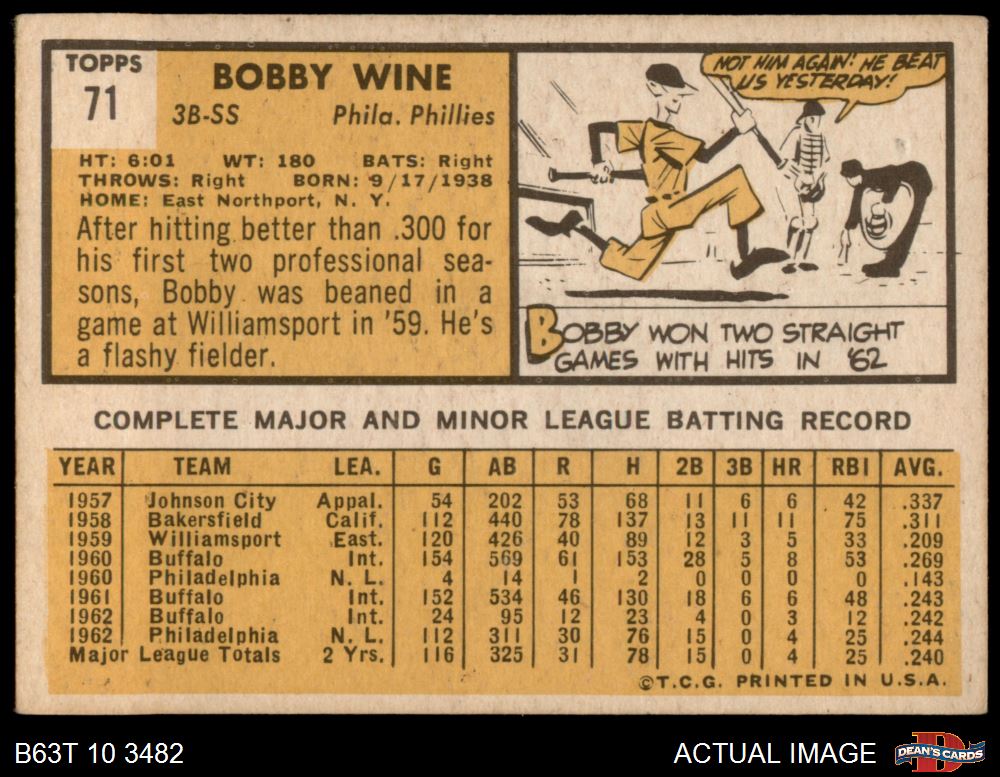 TOPPS
71
BOBBY WINE
3B-SS Phila. Phillies
HT: 6:01 WT: 180 BATS: Right
THROWS: Right BORN: 9/17/1938
HOME: East Northport, N. Y.
After hitting better than .300 for
his first two professional sea-
sons, Bobby was beaned in a
game at Williamsport in '59. He's
a flashy fielder.
NOT HIM AGAIN! HE BEAT
US YESTERDAY!
BOBBY WON TWO STRAIGHT
GAMES WITH HITS IN '62
COMPLETE MAJOR AND MINOR LEAGUE BATTING RECORD
YEAR TEAM LEA. G AB R H 2B 3B HR RBI AVG.
1957 Johnson City Appal. 54 202 53 68 11 6 6 42 .337
1958 Bakersfield Calif. 112 440 78 137 13 11 11 75 .311
1959 Williamsport East. 120 426 40 89 12 3 5 33 .209
1960 Buffalo Int. 154 569 61 153 28 5 8 53 .269
1960 Philadelphia N. L. 4 14 1 2 0 0 0 0 .143
1961 Buffalo Int. 152 534 46 130 18 6 6 48 .243
1962 Buffalo Int. 24 95 12 23 4 0 3 12 .242
1962 Philadelphia N. L. 112 311 30 76 15 0 4 25 .244
Major League Totals 2 Yrs. 116 325 31 78 15 0 4 25 .240
©T.C.G. PRINTED IN U.S.A.
B63T 10 3482 ACTUAL IMAGE
D
DEAN'S CARDS